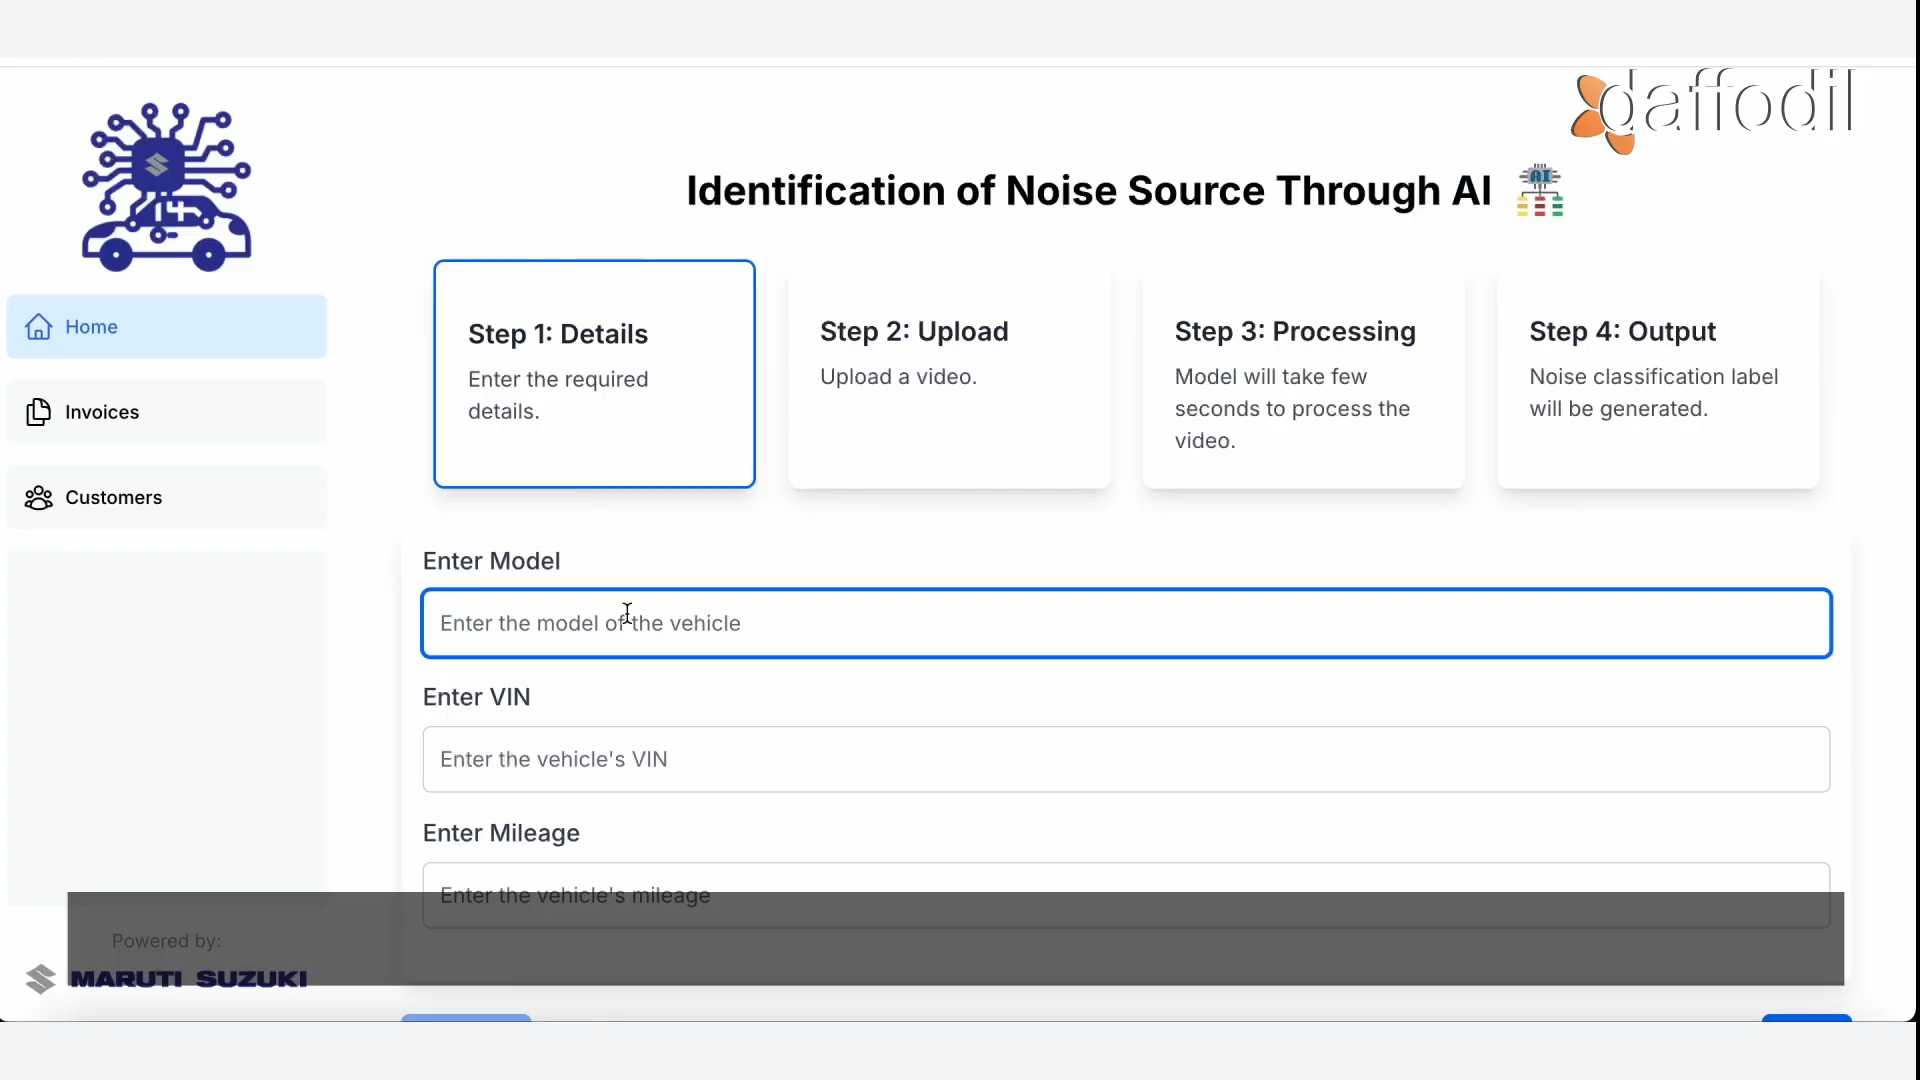 daffodil
Identification of Noise Source Through AI
AI
Home
Invoices
Customers
Step 1: Details
Enter the required
details.
Step 2: Upload
Upload a video.
Step 3: Processing
Model will take few
seconds to process the
video.
Step 4: Output
Noise classification label
will be generated.
Enter Model
Enter the model of the vehicle
Enter VIN
Enter the vehicle's VIN
Enter Mileage
Enter the vehicle's mileage
Powered by:
MARUTI SUZUKI